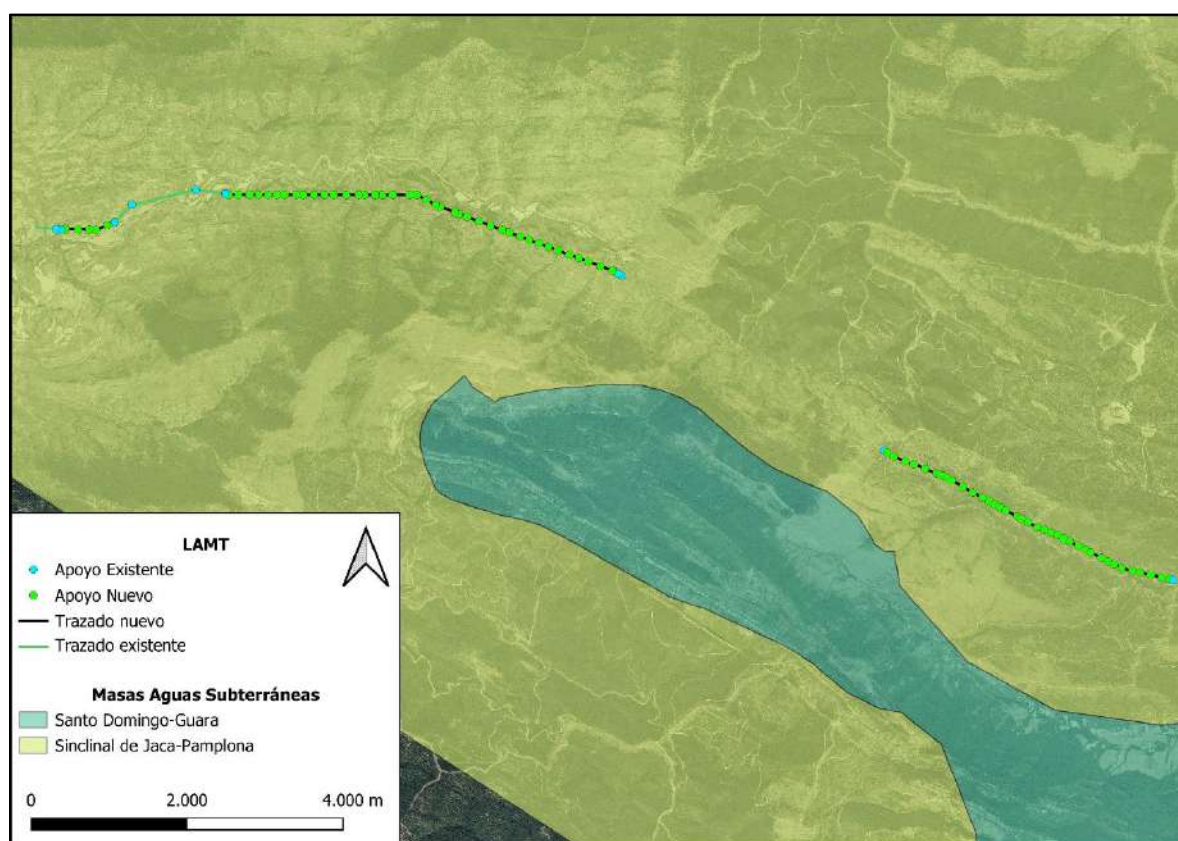 LAMT
Apoyo Existente
Apoyo Nuevo
Trazado nuevo
Trazado existente
Masas Aguas Subterráneas
Santo Domingo-Guara
Sinclinal de Jaca-Pamplona
0 2.000 4.000 m